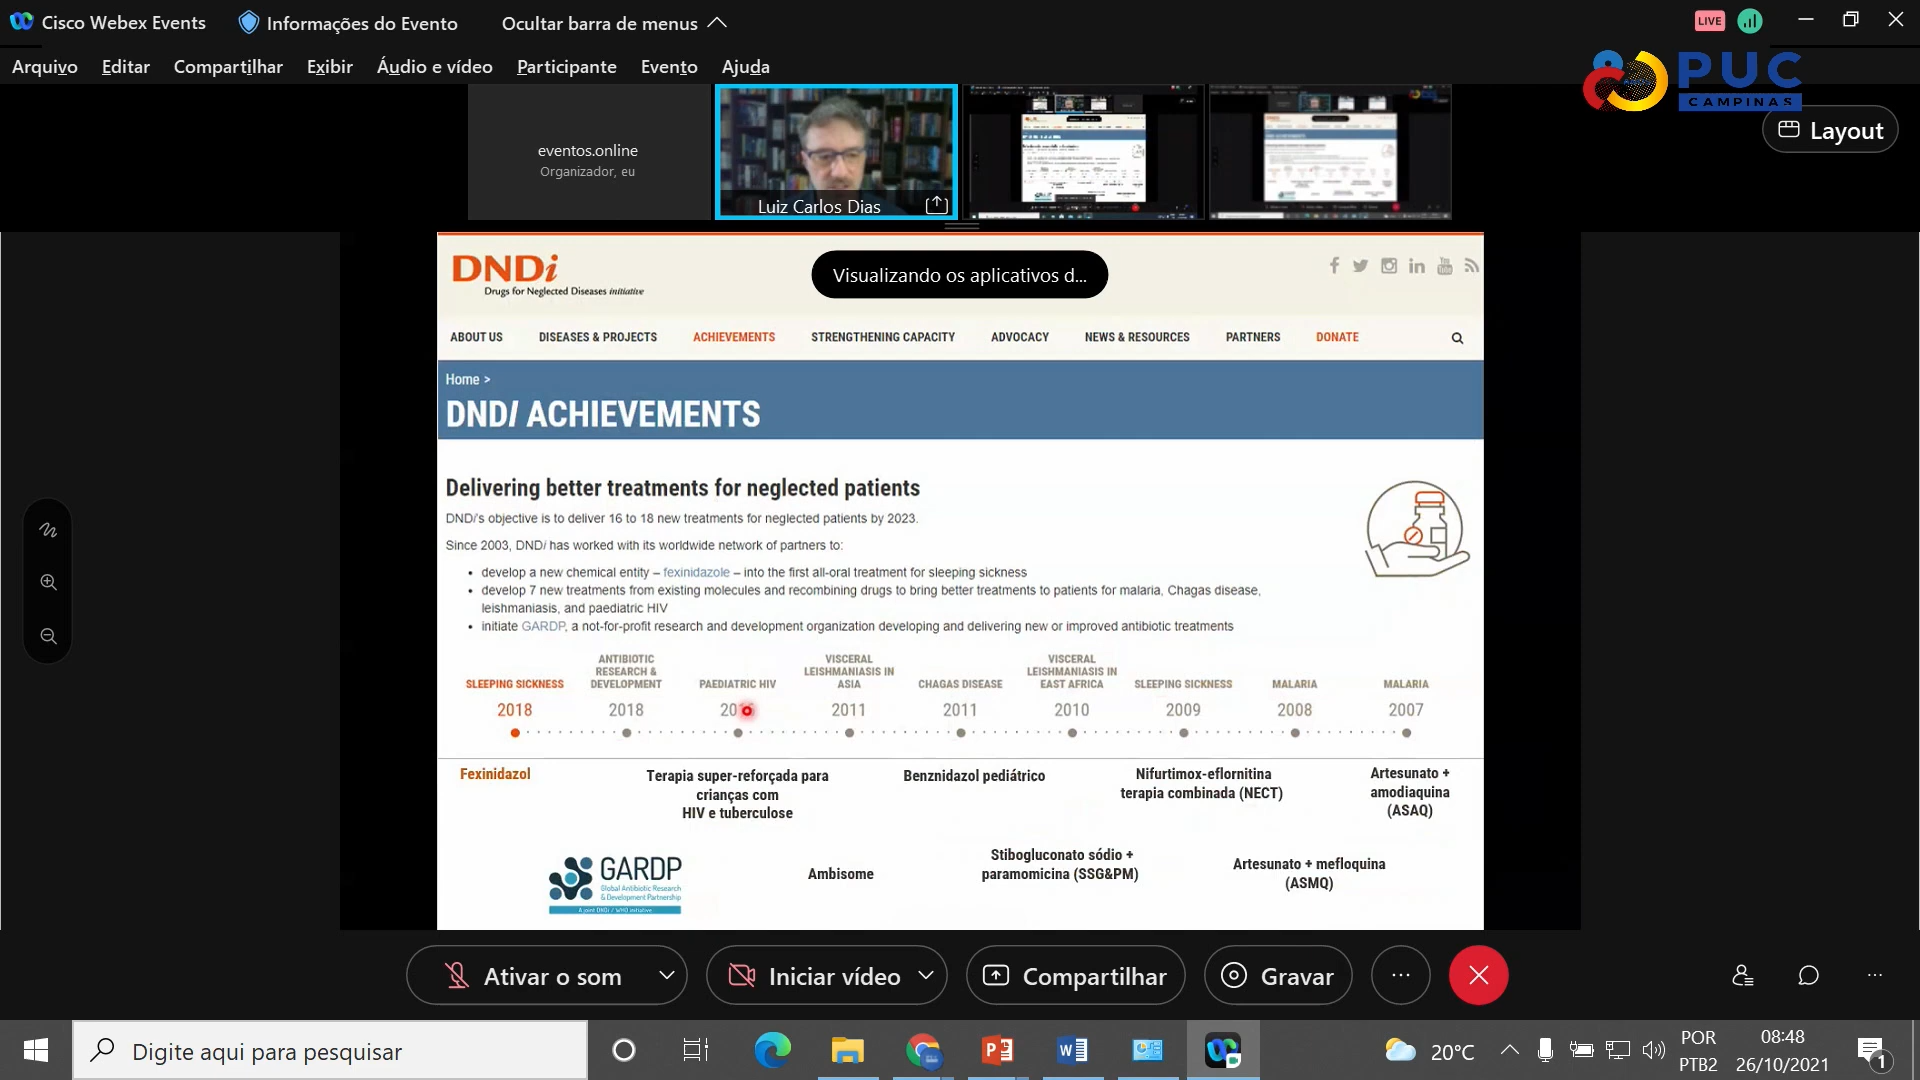 Cisco Webex Events
Informações do Evento
Ocultar barra de menus
LIVE
Arquivo Editar Compartilhar Exibir Áudio e vídeo Participante Evento Ajuda
PUC
CAMPINAS
Layout
eventos.online
Organizador, eu
Luiz Carlos Dias
DNDi
Drugs for Neglected Diseases initiative
Visualizando os aplicativos d...
ABOUT US DISEASES & PROJECTS ACHIEVEMENTS STRENGTHENING CAPACITY ADVOCACY NEWS & RESOURCES PARTNERS DONATE
Home >
DNDi ACHIEVEMENTS
Delivering better treatments for neglected patients
DNDi's objective is to deliver 16 to 18 new treatments for neglected patients by 2023.
Since 2003, DNDi has worked with its worldwide network of partners to:
• develop a new chemical entity – fexinidazole – into the first all-oral treatment for sleeping sickness
• develop 7 new treatments from existing molecules and recombining drugs to bring better treatments to patients for malaria, Chagas disease,
leishmaniasis, and paediatric HIV
• initiate GARDP, a not-for-profit research and development organization developing and delivering new or improved antibiotic treatments
SLEEPING SICKNESS
2018
ANTIBIOTIC
RESEARCH &
DEVELOPMENT
2018
PAEDIATRIC HIV
VISCERAL
LEISHMANIASIS IN
ASIA
2011
CHAGAS DISEASE
2011
VISCERAL
LEISHMANIASIS IN
EAST AFRICA
2010
SLEEPING SICKNESS
2009
MALARIA
2008
MALARIA
2007
Fexinidazol
Terapia super-reforçada para
crianças com
HIV e tuberculose
Benznidazol pediátrico
Nifurtimox-eflornitina
terapia combinada (NECT)
Artesunato +
amodiaquina
(ASAQ)
GARDP
Global Antibiotic Research
& Development Partnership
A joint DNDi / WHO initiative
Ambisome
Stibogluconato sódio +
paramomicina (SSG&PM)
Artesunato + mefloquina
(ASMQ)
Ativar o som
Iniciar vídeo
Compartilhar
Gravar
Digite aqui para pesquisar
20°C
POR
PTB2
08:48
26/10/2021
1